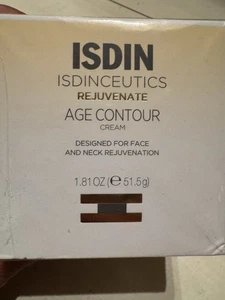 ISDIN
ISDINCEUTICS
REJUVENATE
AGE CONTOUR
CREAM
DESIGNED FOR FACE
AND NECK REJUVENATION
1.81 OZ (℮ 51.5g)